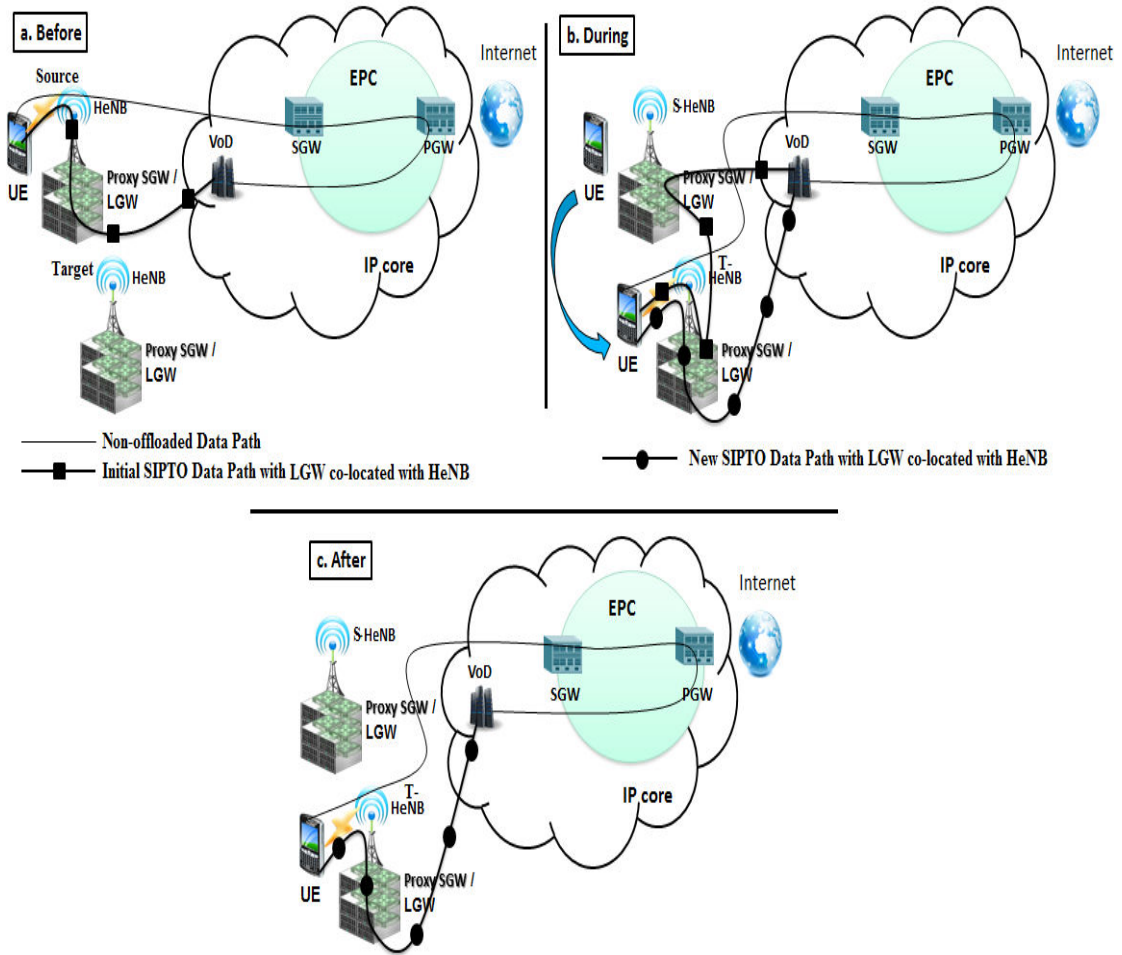 a. Before
Source
HeNB
UE
Proxy SGW /
LGW
VoD
EPC
SGW
PGW
Internet
IP core
Target
HeNB
Proxy SGW /
LGW
Non-offloaded Data Path
Initial SIPTO Data Path with LGW co-located with HeNB
b. During
S-HeNB
UE
Proxy SGW /
LGW
VoD
EPC
SGW
PGW
Internet
IP core
T-
HeNB
UE
Proxy SGW /
LGW
New SIPTO Data Path with LGW co-located with HeNB
c. After
S-HeNB
Proxy SGW /
LGW
VoD
EPC
SGW
PGW
Internet
IP core
T-
HeNB
UE
Proxy SGW /
LGW